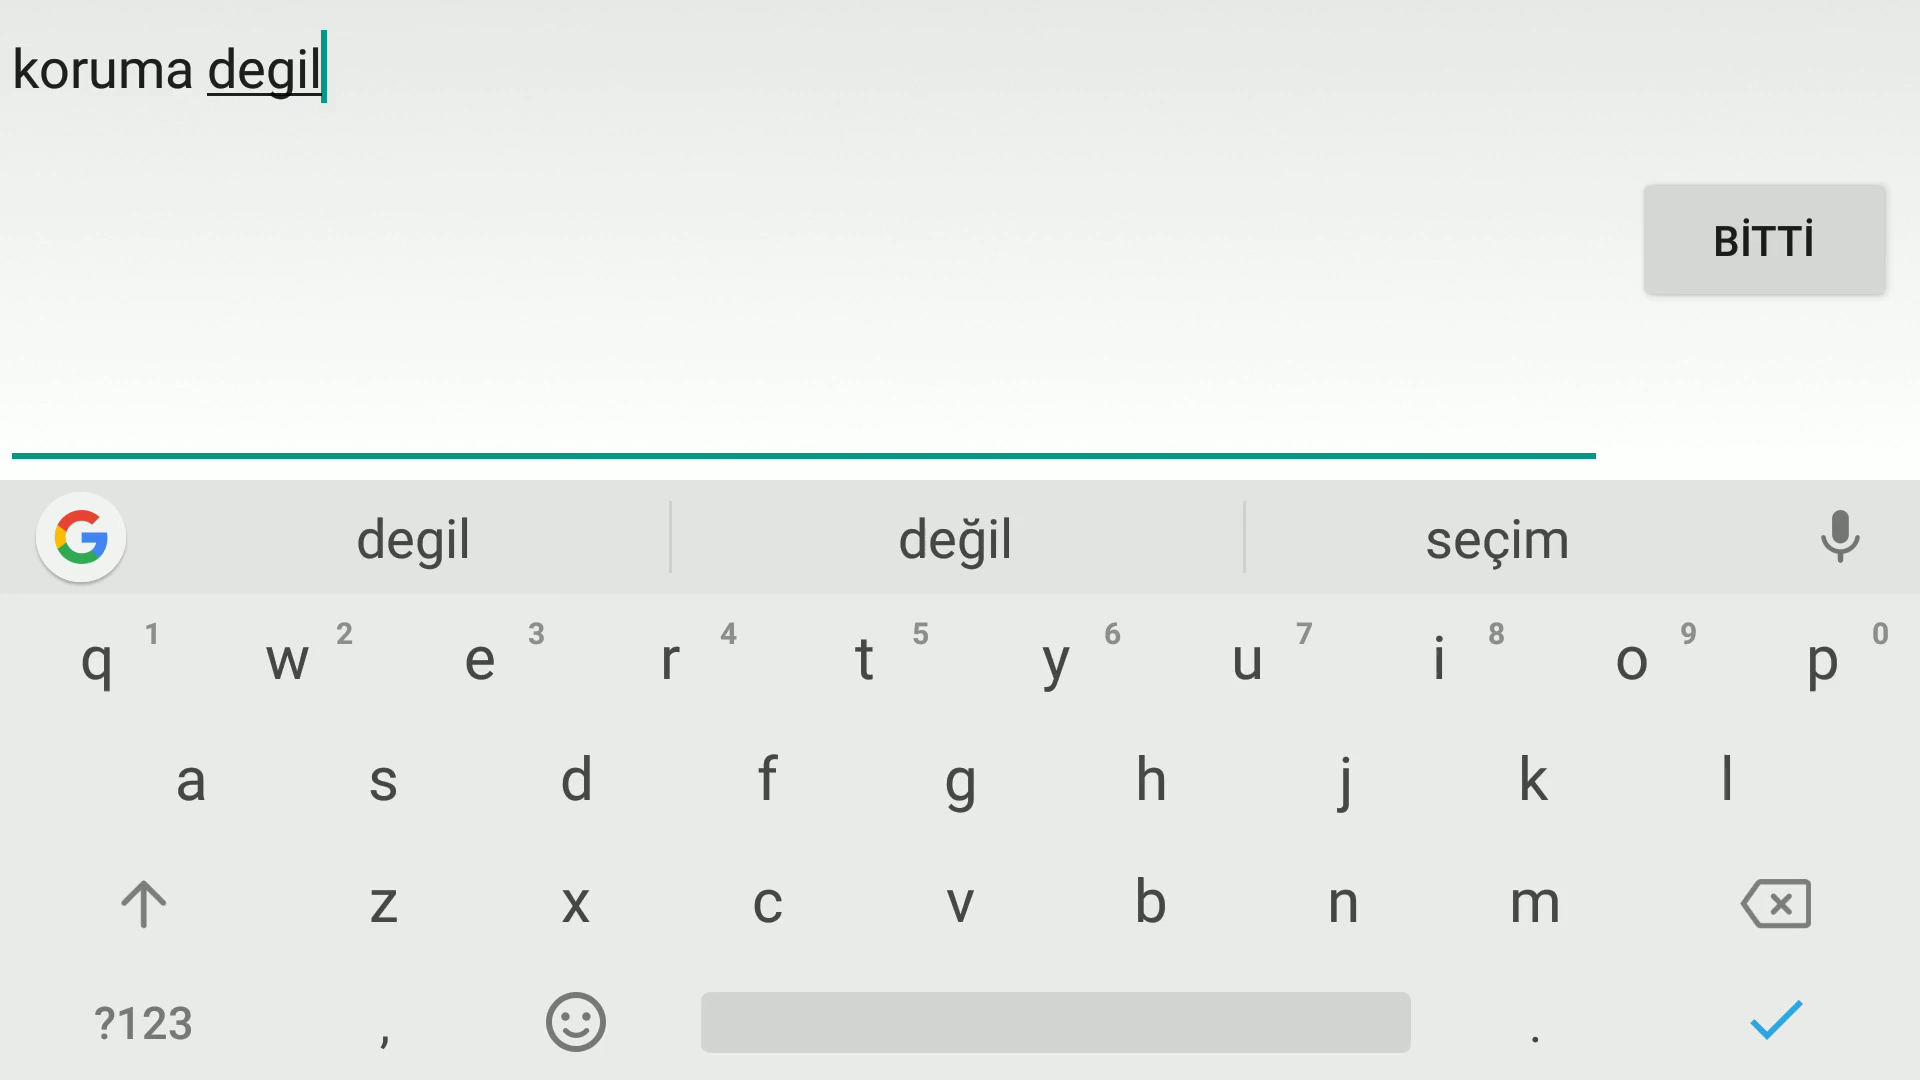 koruma degil
BİTTİ
degil değil seçim
q 1 w 2 e 3 r 4 t 5 y 6 u 7 i 8 o 9 p 0
a s d f g h j k l
z x c v b n m
?123 , .